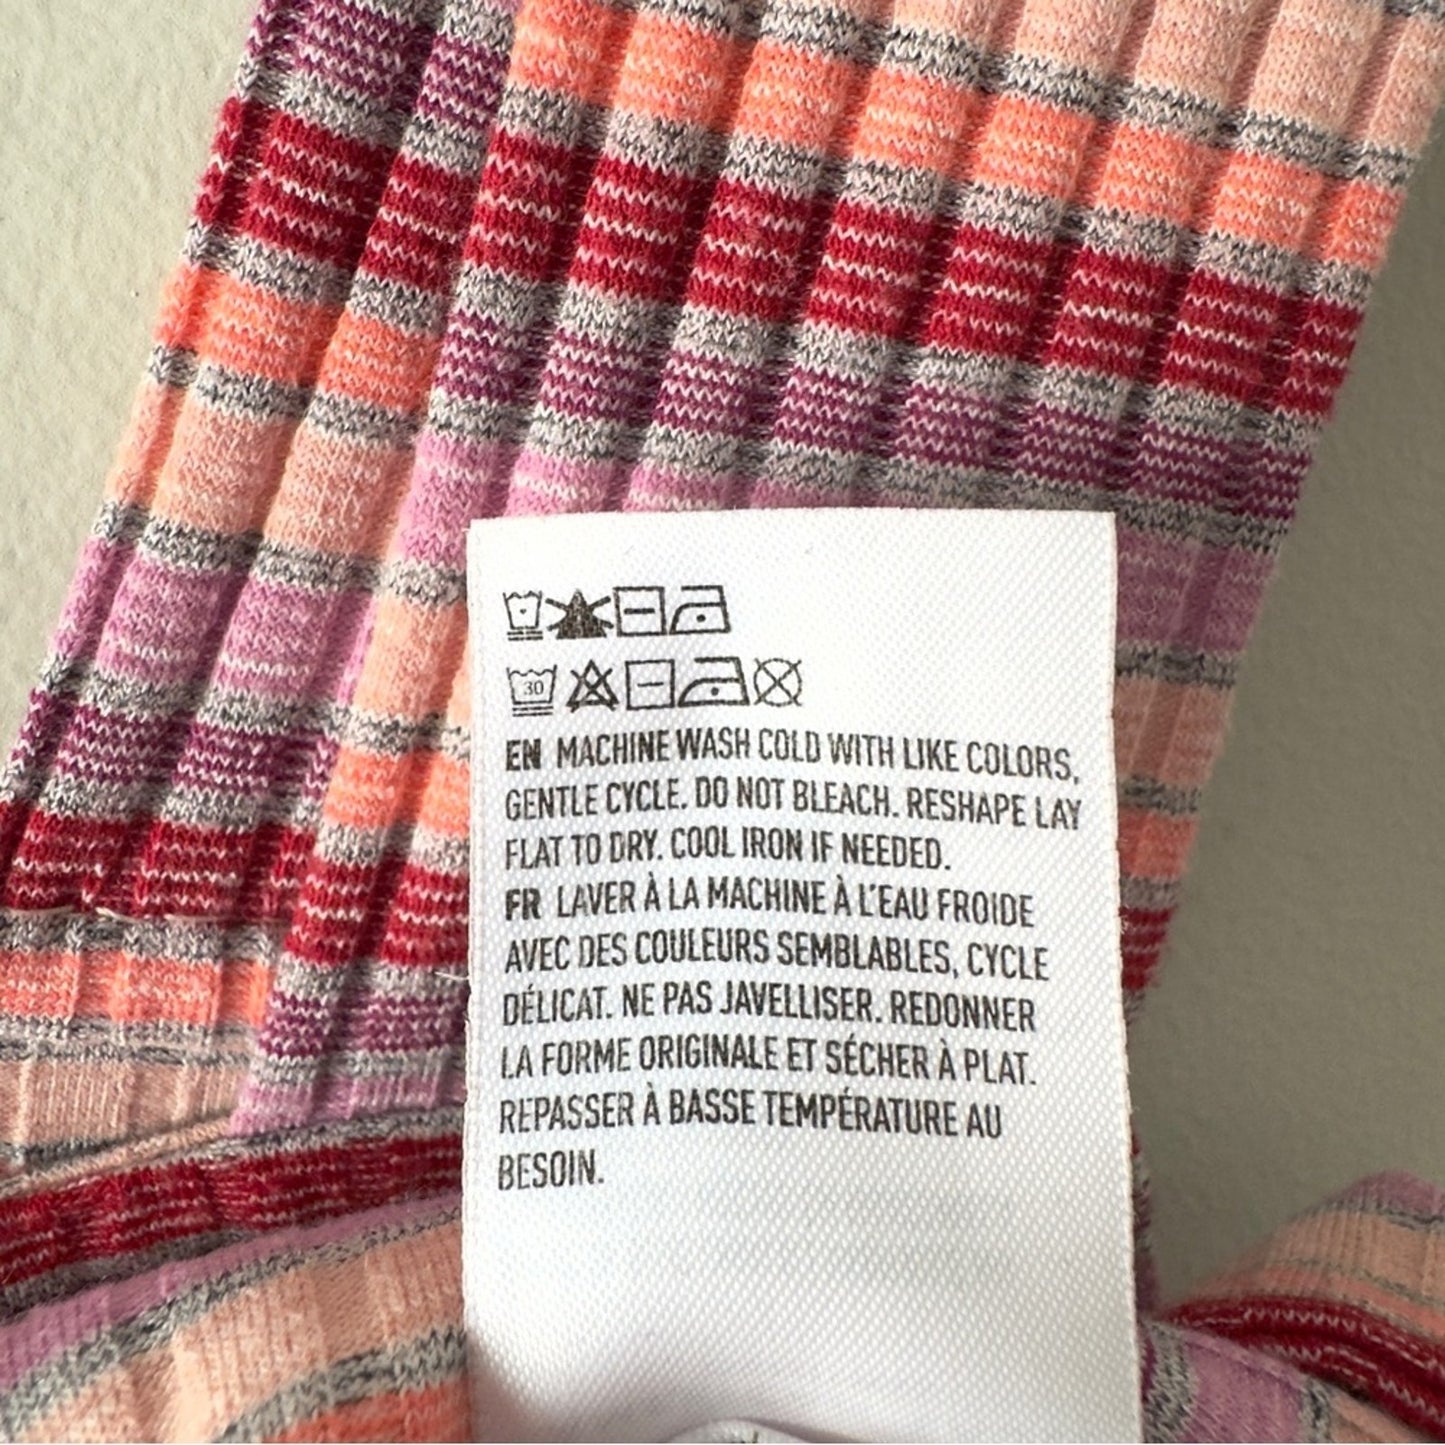 30
EN MACHINE WASH COLD WITH LIKE COLORS,
GENTLE CYCLE. DO NOT BLEACH. RESHAPE LAY
FLAT TO DRY. COOL IRON IF NEEDED.
FR LAVER À LA MACHINE À L'EAU FROIDE
AVEC DES COULEURS SEMBLABLES, CYCLE
DÉLICAT. NE PAS JAVELLISER. REDONNER
LA FORME ORIGINALE ET SÉCHER À PLAT.
REPASSER À BASSE TEMPÉRATURE AU
BESOIN.